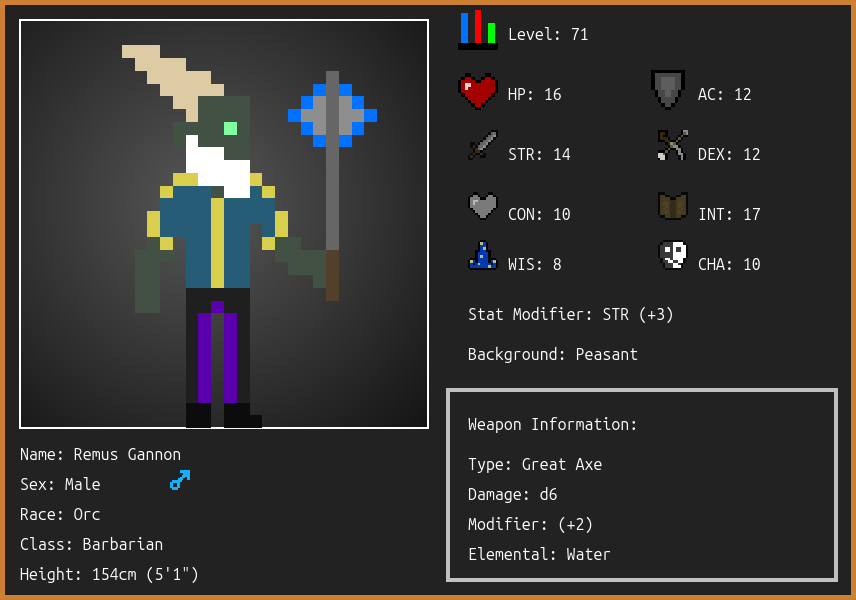 Level: 71
HP: 16
AC: 12
STR: 14
DEX: 12
CON: 10
INT: 17
WIS: 8
CHA: 10
Stat Modifier: STR (+3)
Background: Peasant
Weapon Information:
Type: Great Axe
Damage: d6
Modifier: (+2)
Elemental: Water
Name: Remus Gannon
Sex: Male
Race: Orc
Class: Barbarian
Height: 154cm (5'1")